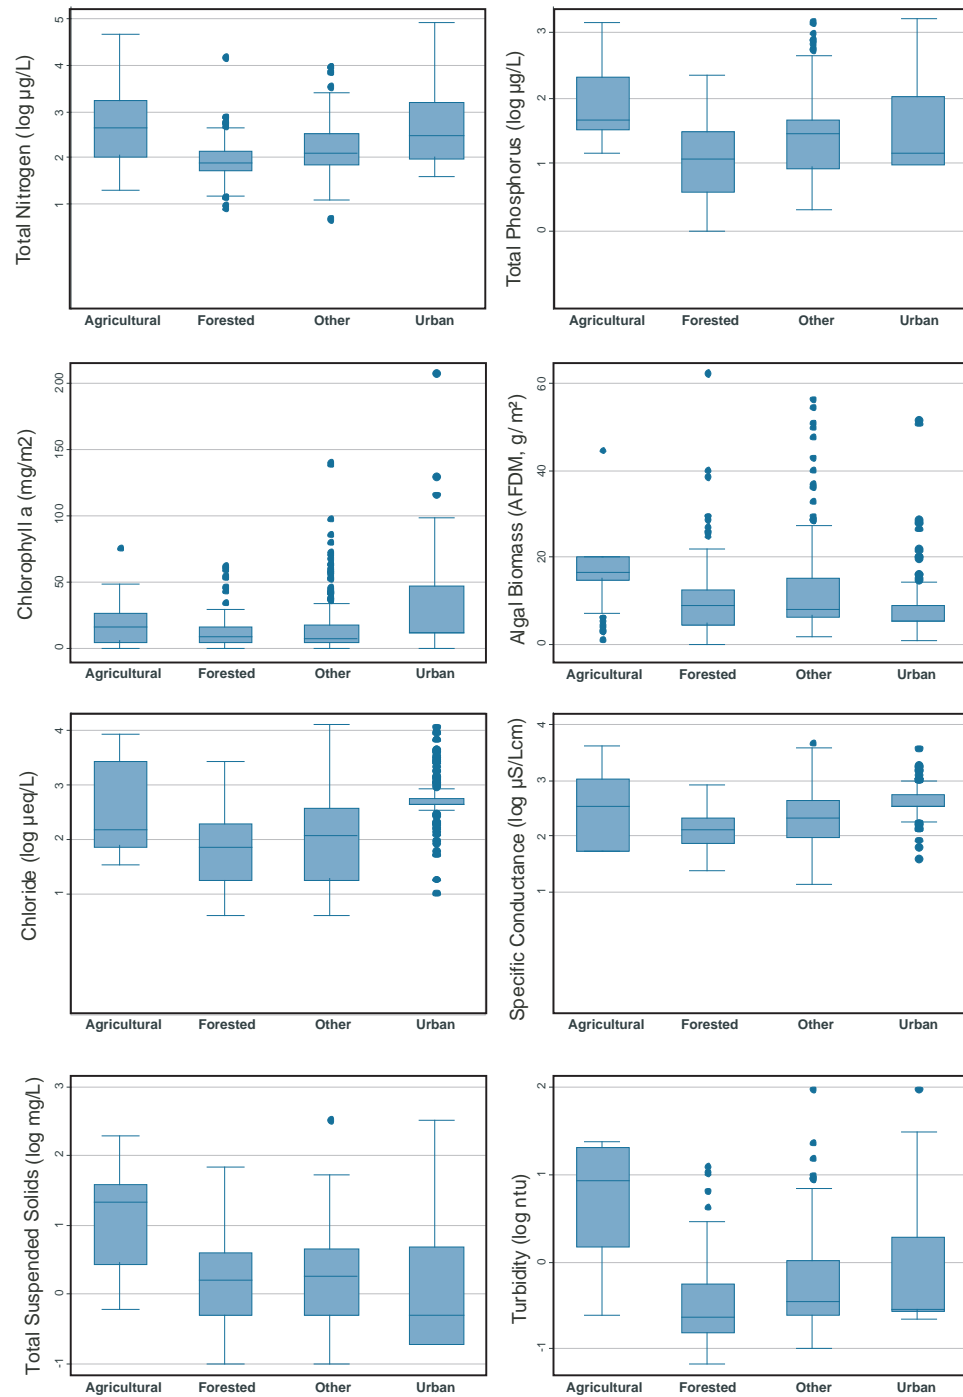 Total Nitrogen (log µg/L)
5
4
3
2
1
Agricultural Forested Other Urban
Total Phosphorus (log µg/L)
3
2
1
0
Agricultural Forested Other Urban
Chlorophyll a (mg/m2)
200
150
100
50
0
Agricultural Forested Other Urban
Algal Biomass (AFDM, g/ m²)
60
40
20
0
Agricultural Forested Other Urban
Chloride (log µeq/L)
4
3
2
1
Agricultural Forested Other Urban
Specific Conductance (log µS/Lcm)
4
3
2
1
Agricultural Forested Other Urban
Total Suspended Solids (log mg/L)
3
2
1
0
-1
Agricultural Forested Other Urban
Turbidity (log ntu)
2
1
0
-1
Agricultural Forested Other Urban